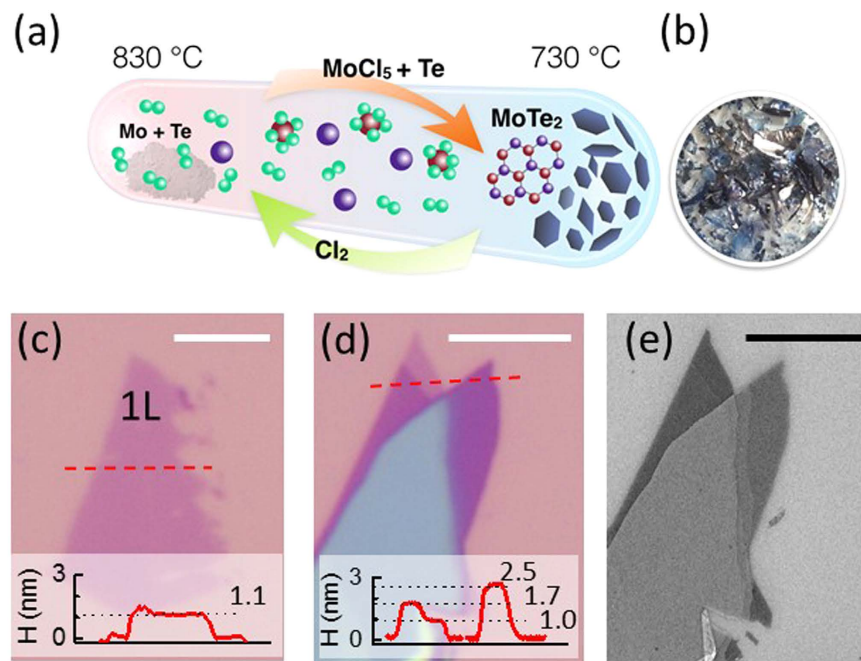 (a)
830 °C
MoCl₅ + Te
730 °C
(b)
Mo + Te
MoTe₂
Cl₂
(c)
(d)
(e)
1L
H (nm)
3
0
1.1
H (nm)
3
0
2.5
1.7
1.0